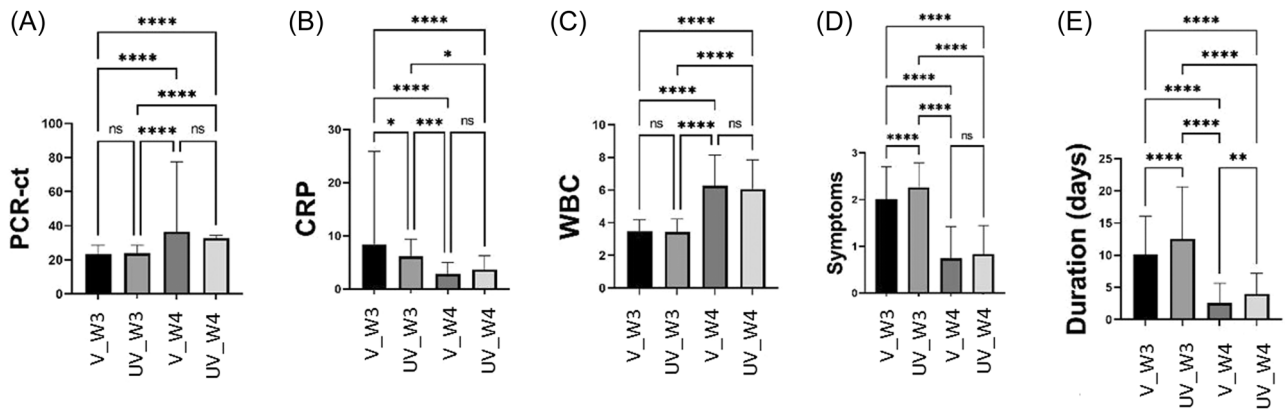 (A)
****
****
****
ns
****
ns
PCR-ct
100
80
60
40
20
0
V_W3
UV_W3
V_W4
UV_W4
(B)
****
*
****
*
***
ns
CRP
30
20
10
0
V_W3
UV_W3
V_W4
UV_W4
(C)
****
****
****
ns
****
ns
WBC
10
8
6
4
2
0
V_W3
UV_W3
V_W4
UV_W4
(D)
****
****
****
****
****
ns
Symptoms
3
2
1
0
V_W3
UV_W3
V_W4
UV_W4
(E)
****
****
****
****
****
**
Duration (days)
25
20
15
10
5
0
V_W3
UV_W3
V_W4
UV_W4